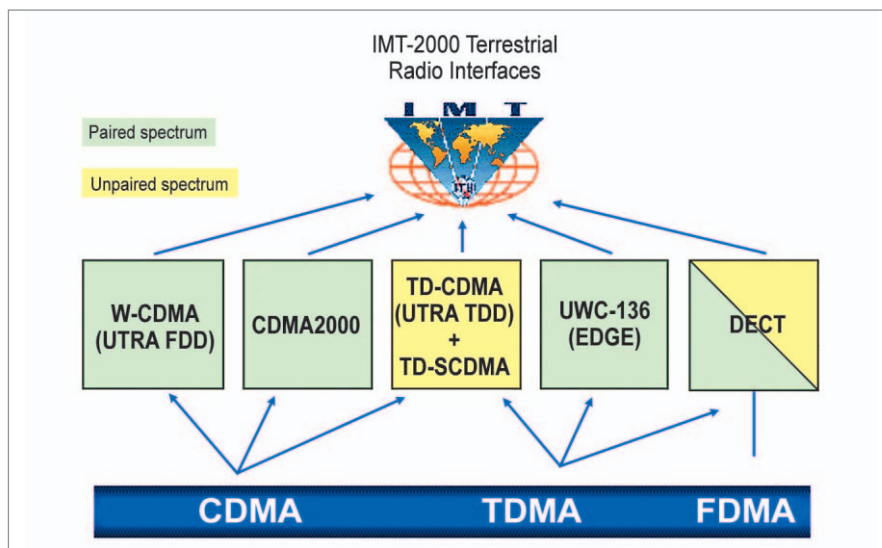 IMT-2000 Terrestrial
Radio Interfaces
I M T
Paired spectrum
Unpaired spectrum
W-CDMA
(UTRA FDD)
CDMA2000
TD-CDMA
(UTRA TDD)
+
TD-SCDMA
UWC-136
(EDGE)
DECT
CDMA
TDMA
FDMA